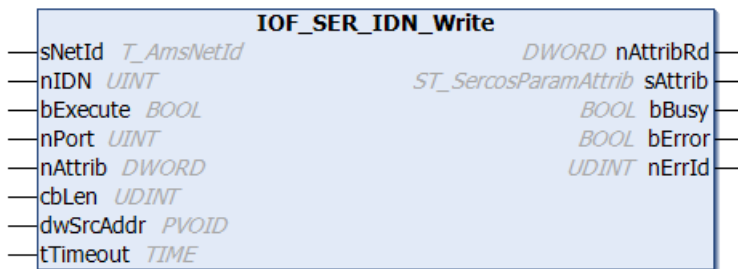 IOF_SER_IDN_Write
sNetId T_AmsNetId DWORD nAttribRd
nIDN UINT ST_SercosParamAttrib sAttrib
bExecute BOOL BOOL bBusy
nPort UINT BOOL bError
nAttrib DWORD UDINT nErrId
cbLen UDINT
dwSrcAddr PVOID
tTimeout TIME